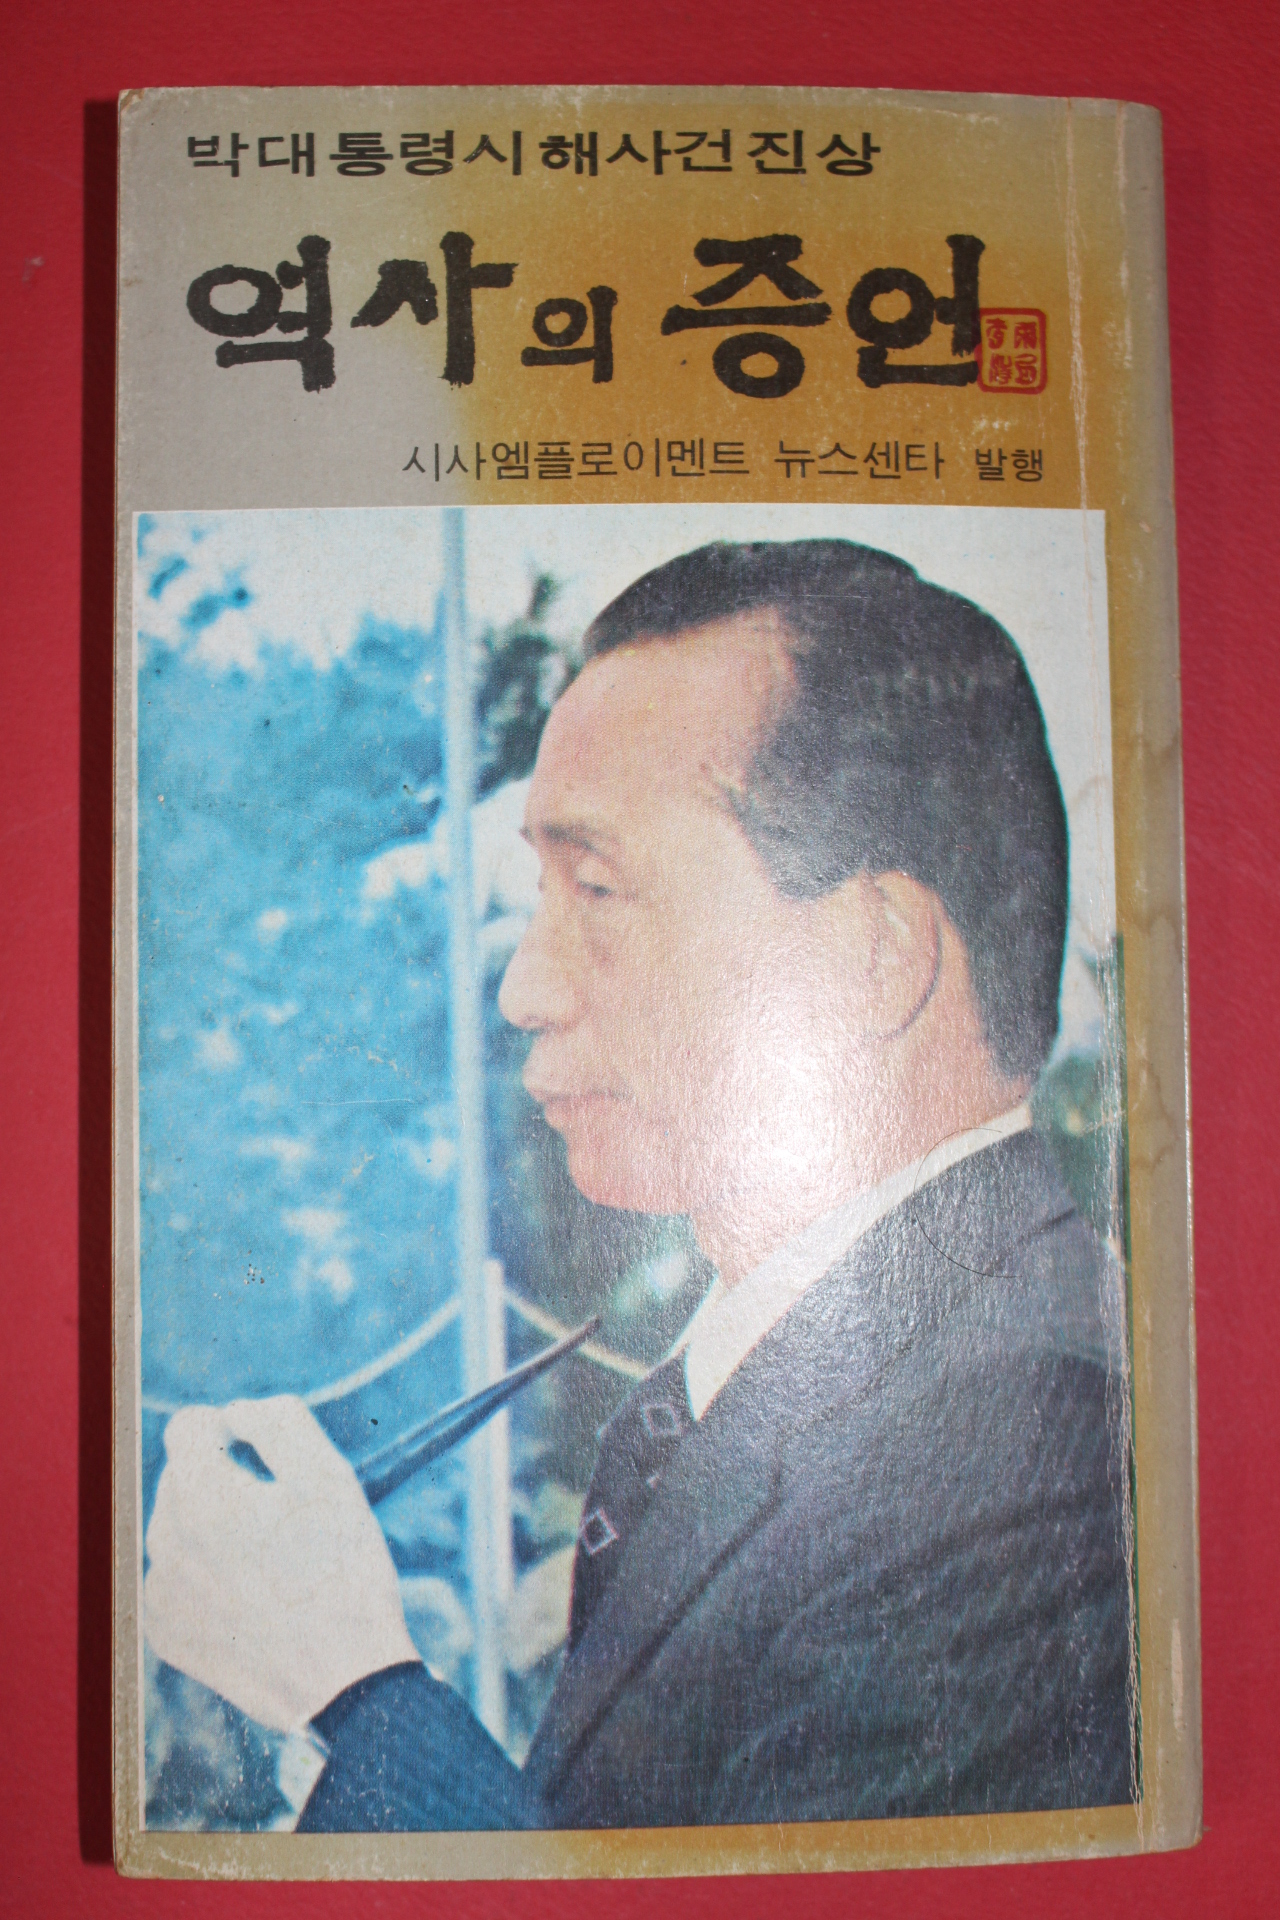 박대통령시해사건진상
역사의 증언
시사엠플로이멘트 뉴스센타 발행